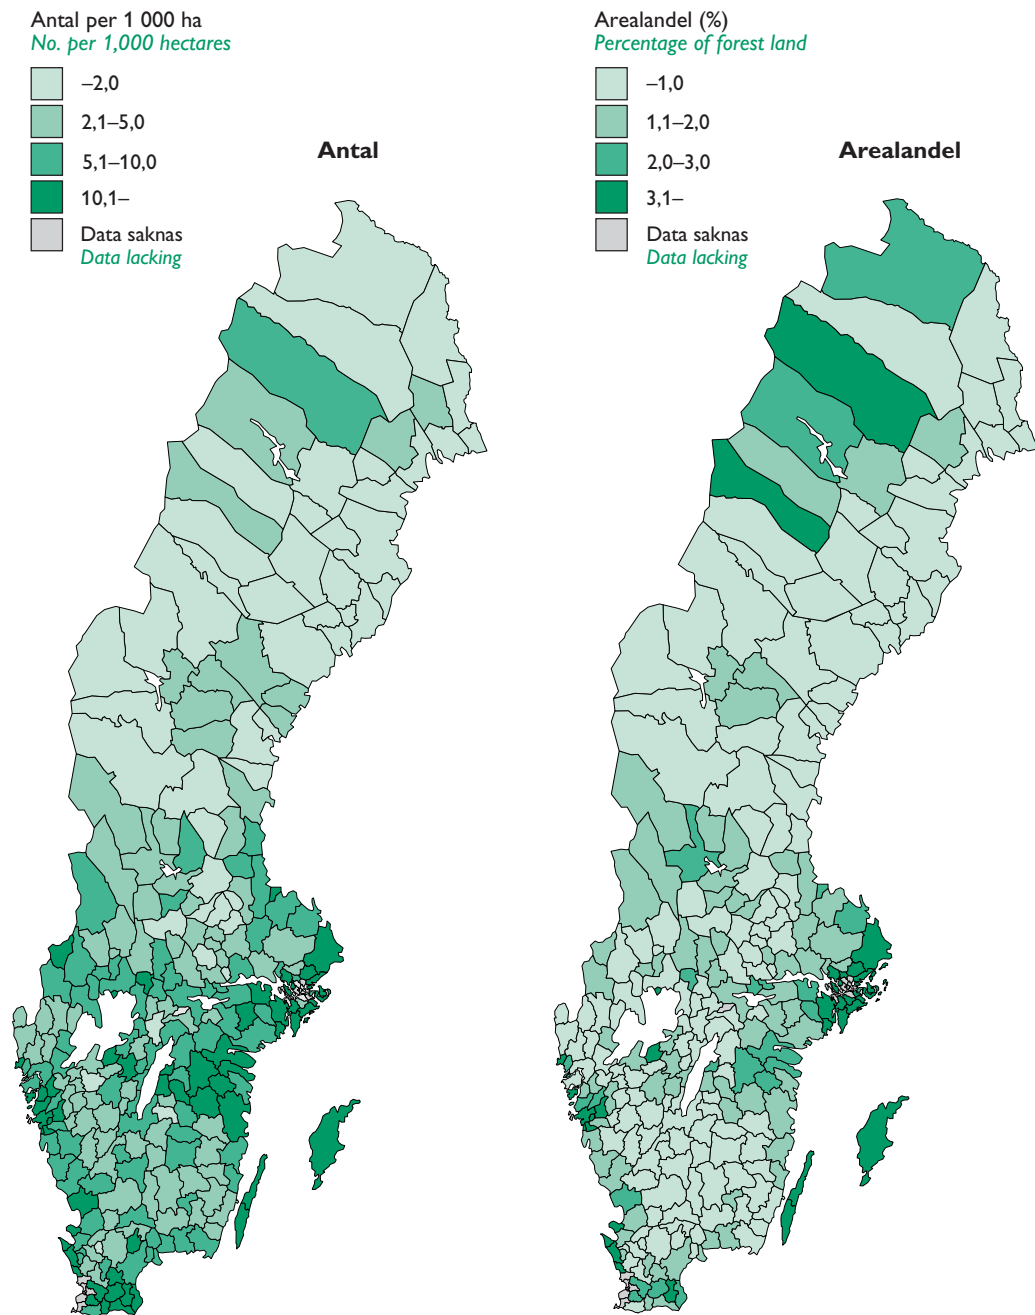 Antal per 1 000 ha
No. per 1,000 hectares
–2,0
2,1–5,0
5,1–10,0
10,1–
Data saknas
Data lacking
Antal
Arealandel (%)
Percentage of forest land
–1,0
1,1–2,0
2,0–3,0
3,1–
Data saknas
Data lacking
Arealandel